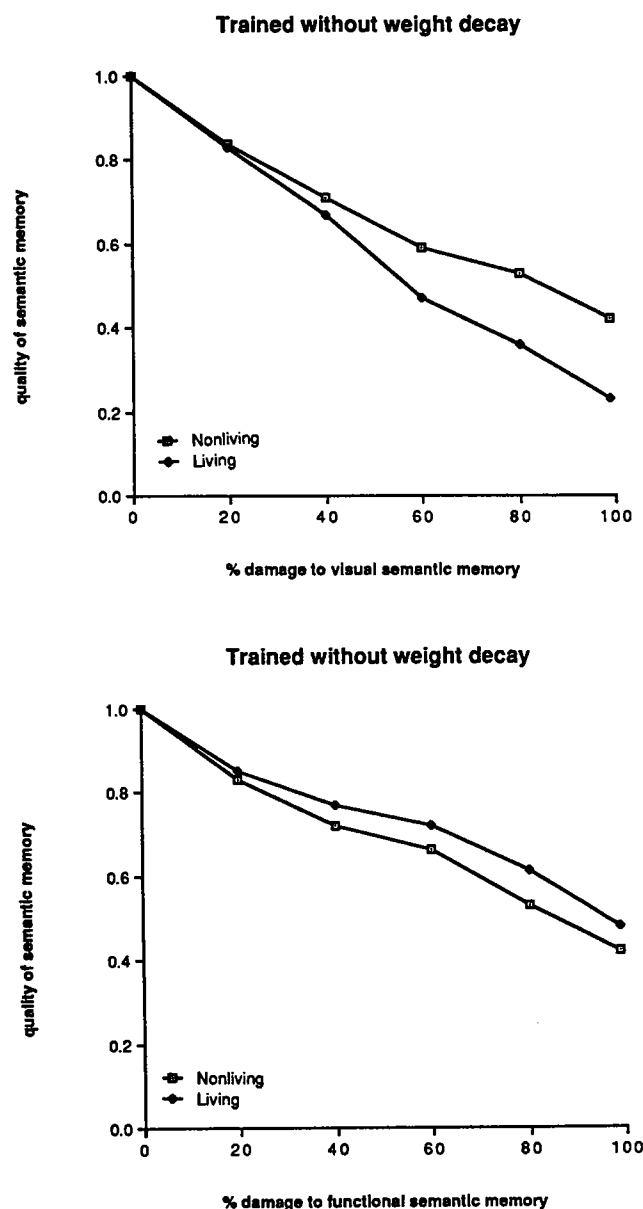 Trained without weight decay
quality of semantic memory
1.0
0.8
0.6
0.4
0.2
0.0
Nonliving
Living
0 20 40 60 80 100
% damage to visual semantic memory
Trained without weight decay
quality of semantic memory
1.0
0.8
0.6
0.4
0.2
0.0
Nonliving
Living
0 20 40 60 80 100
% damage to functional semantic memory